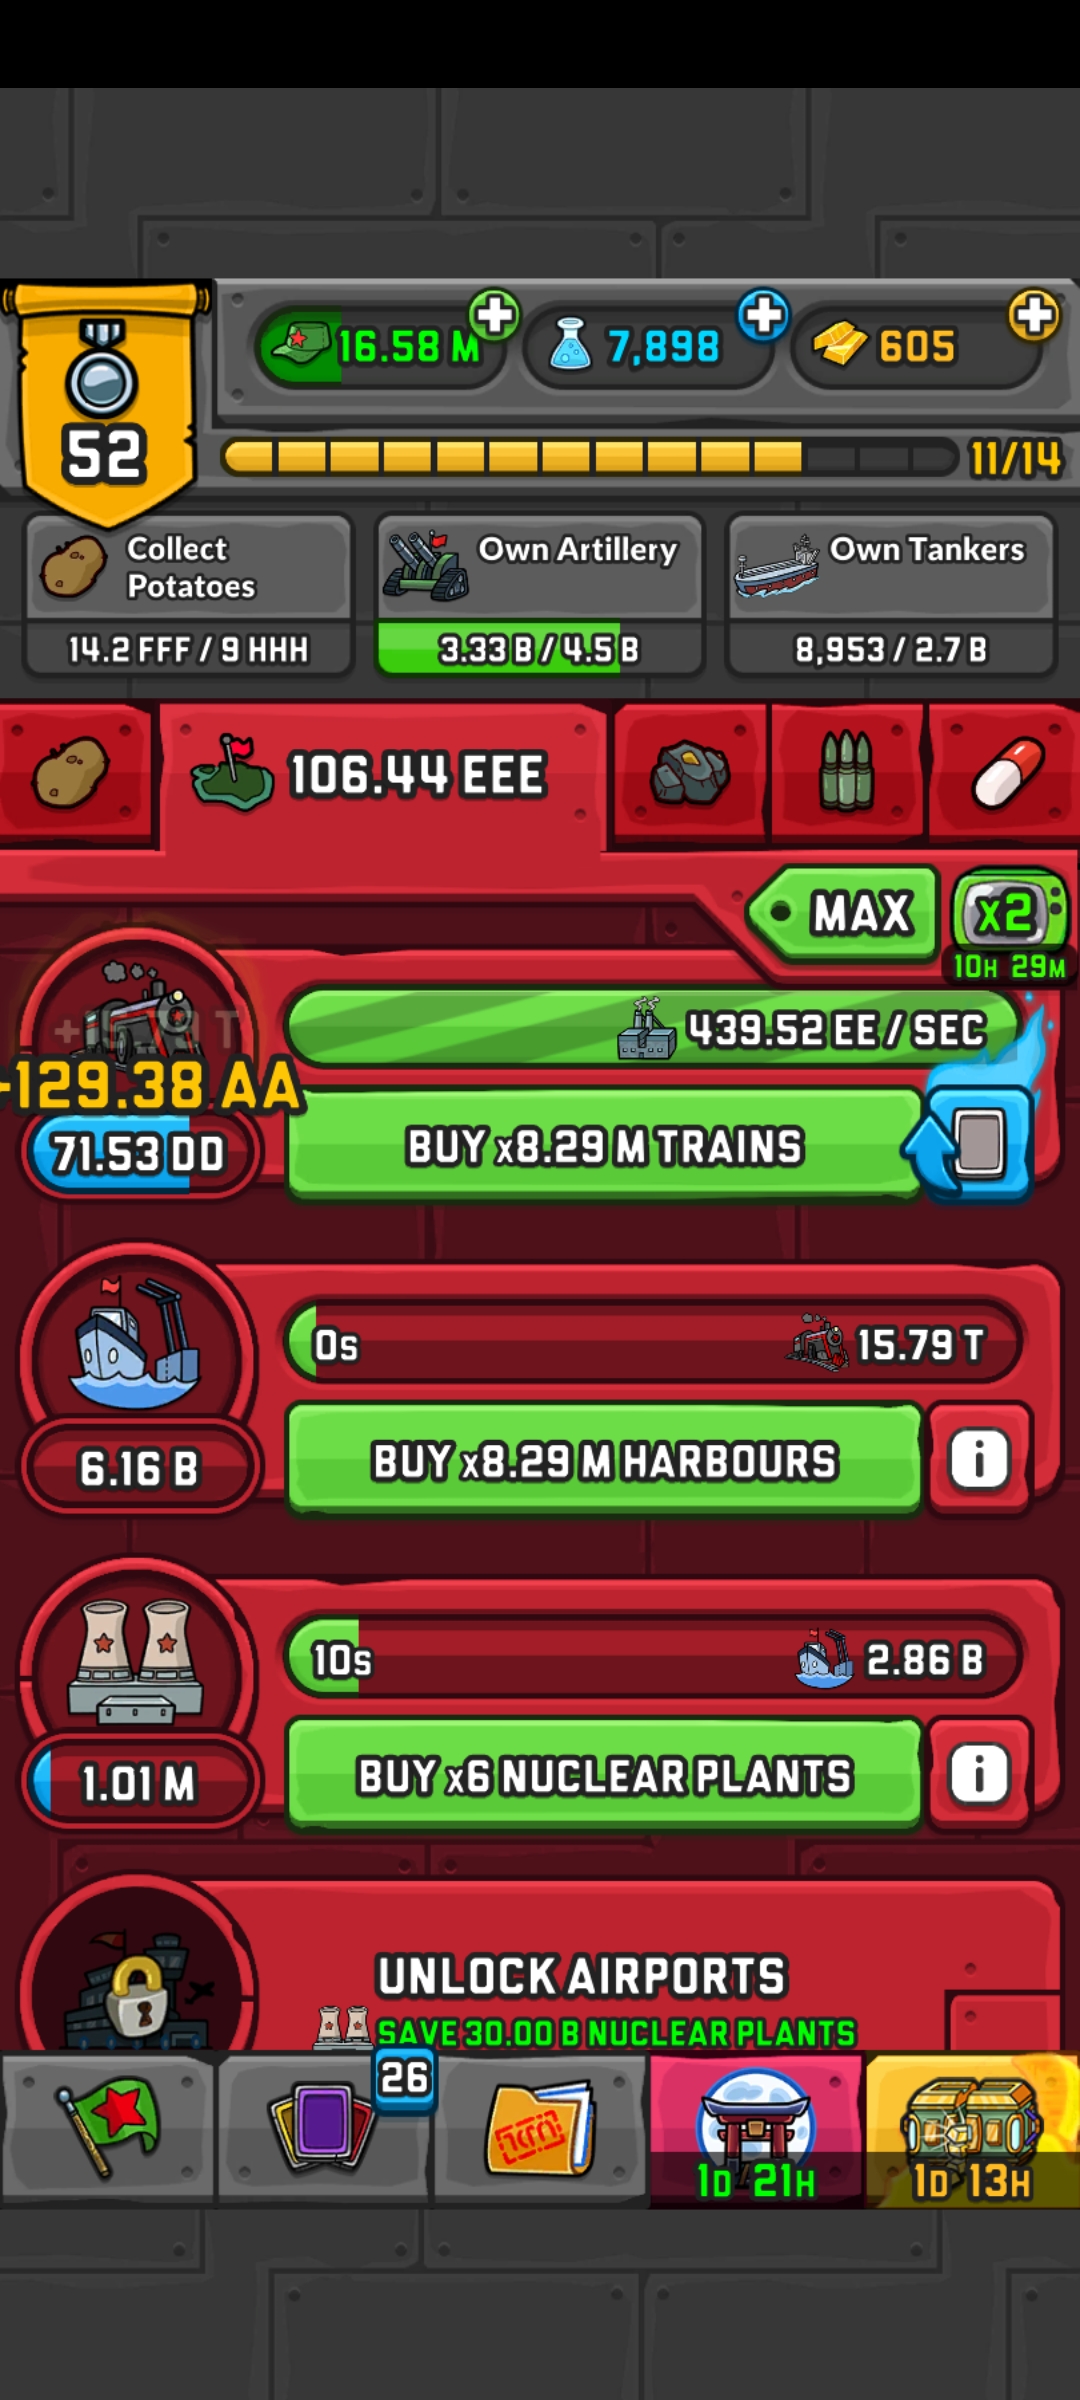 16.58 M
7,898
605
52
11/14
Collect
Potatoes
Own Artillery
Own Tankers
14.2 FFF / 9 HHH
3.33 B / 4.5 B
8,953 / 2.7 B
106.44 EEE
MAX
x2
10H 29M
439.52 EE / SEC
129.38 AA
71.53 DD
BUY x8.29 M TRAINS
0s
15.79 T
6.16 B
BUY x8.29 M HARBOURS
i
10s
2.86 B
1.01 M
BUY x6 NUCLEAR PLANTS
i
UNLOCK AIRPORTS
SAVE 30.00 B NUCLEAR PLANTS
26
1D 21H
1D 13H